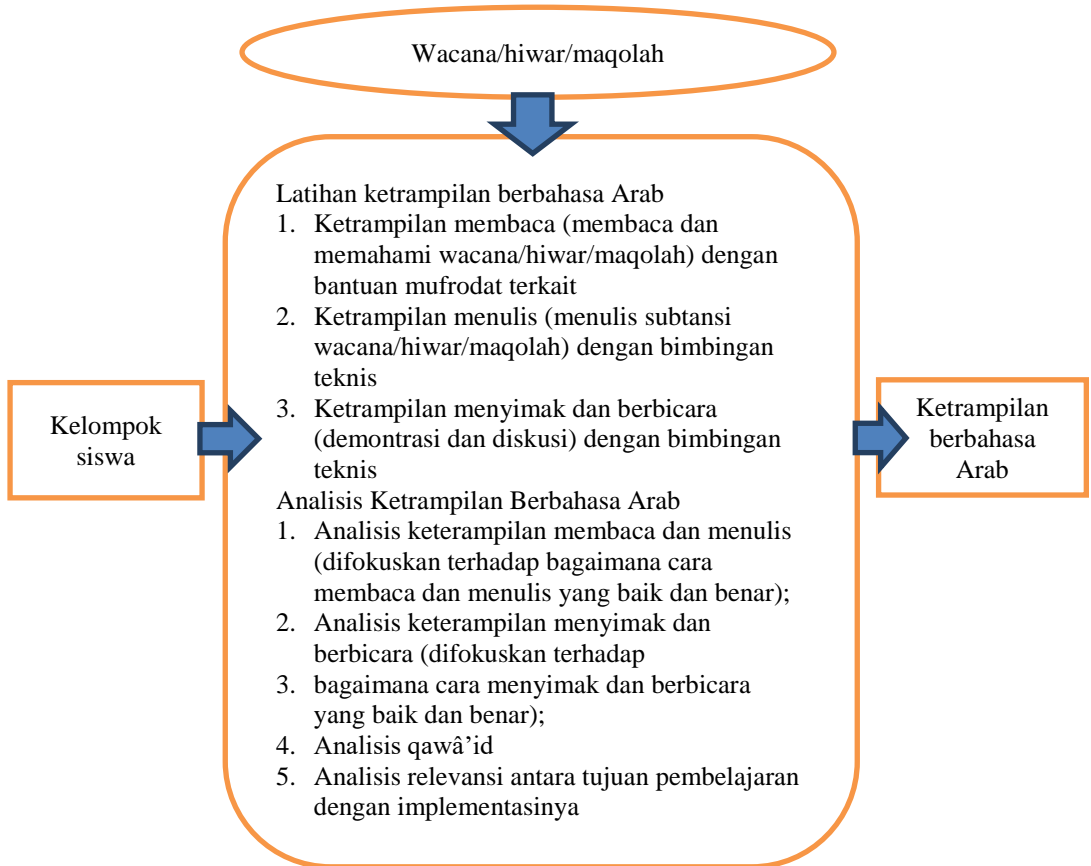 Wacana/hiwar/maqolah
Latihan ketrampilan berbahasa Arab
1. Ketrampilan membaca (membaca dan
memahami wacana/hiwar/maqolah) dengan
bantuan mufrodat terkait
2. Ketrampilan menulis (menulis subtansi
wacana/hiwar/maqolah) dengan bimbingan
teknis
3. Ketrampilan menyimak dan berbicara
(demontrasi dan diskusi) dengan bimbingan
teknis
Analisis Ketrampilan Berbahasa Arab
1. Analisis keterampilan membaca dan menulis
(difokuskan terhadap bagaimana cara
membaca dan menulis yang baik dan benar);
2. Analisis keterampilan menyimak dan
berbicara (difokuskan terhadap
3. bagaimana cara menyimak dan berbicara
yang baik dan benar);
4. Analisis qawâ’id
5. Analisis relevansi antara tujuan pembelajaran
dengan implementasinya
Kelompok
siswa
Ketrampilan
berbahasa
Arab